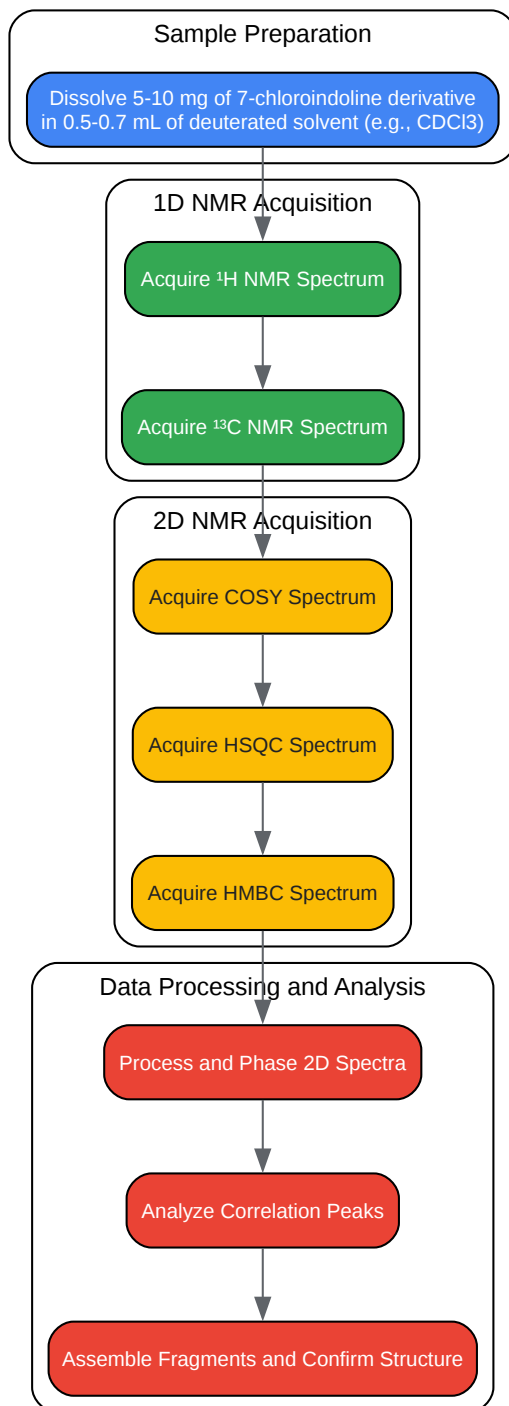 Sample Preparation
Dissolve 5-10 mg of 7-chloroindoline derivative
in 0.5-0.7 mL of deuterated solvent (e.g., CDCl3)
1D NMR Acquisition
Acquire ¹H NMR Spectrum
Acquire ¹³C NMR Spectrum
2D NMR Acquisition
Acquire COSY Spectrum
Acquire HSQC Spectrum
Acquire HMBC Spectrum
Data Processing and Analysis
Process and Phase 2D Spectra
Analyze Correlation Peaks
Assemble Fragments and Confirm Structure